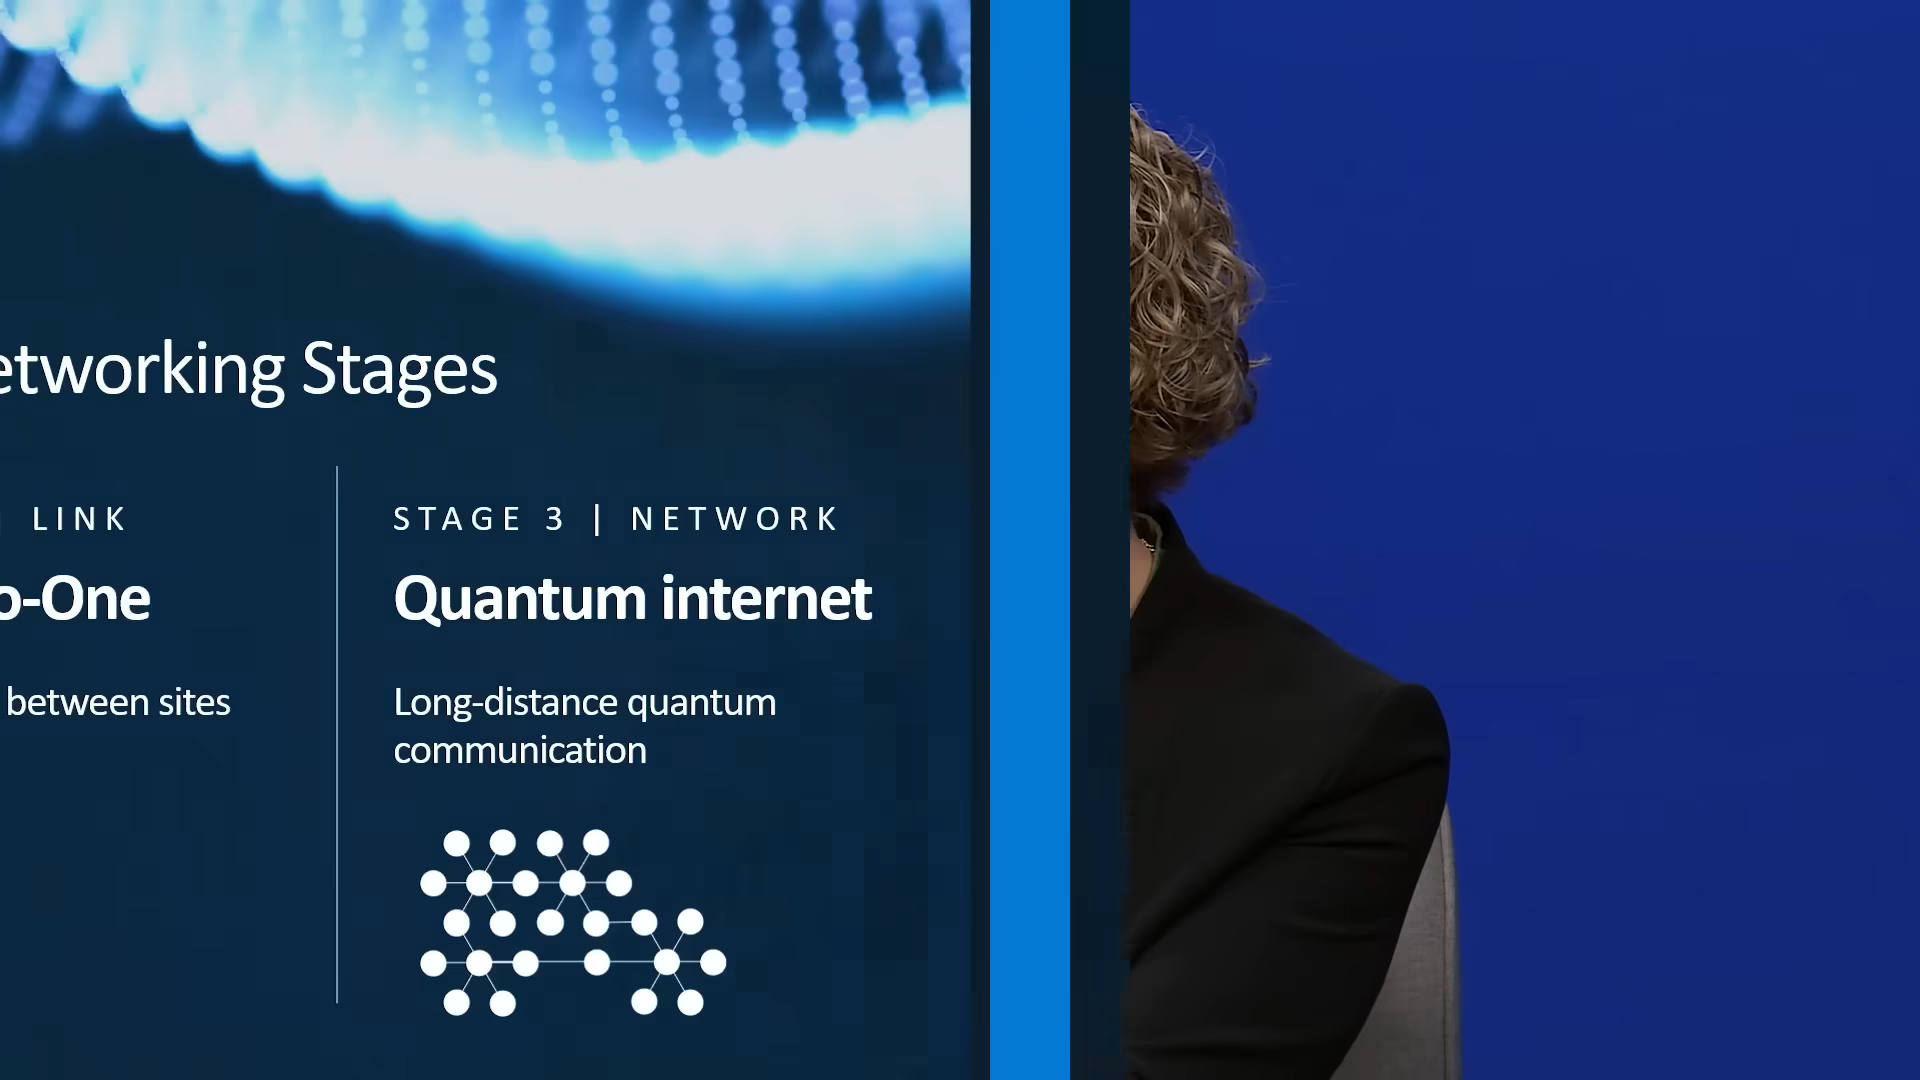 etworking Stages
LINK
o-One
between sites
STAGE 3 | NETWORK
Quantum internet
Long-distance quantum
communication